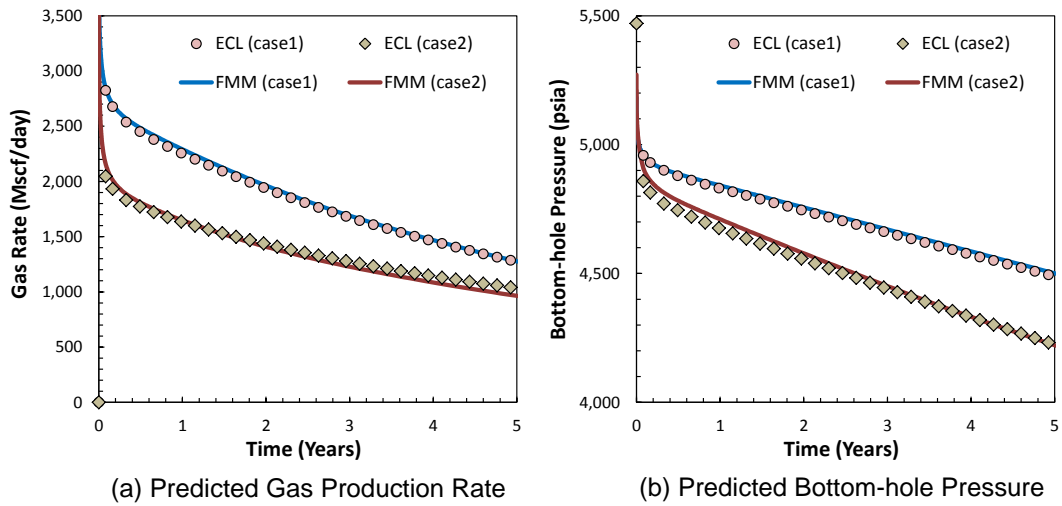 3,500
3,000
2,500
2,000
1,500
1,000
500
0
Gas Rate (Mscf/day)
ECL (case1)
ECL (case2)
FMM (case1)
FMM (case2)
0 1 2 3 4 5
Time (Years)
(a) Predicted Gas Production Rate
5,500
5,000
4,500
4,000
Bottom-hole Pressure (psia)
ECL (case1)
ECL (case2)
FMM (case1)
FMM (case2)
0 1 2 3 4 5
Time (Years)
(b) Predicted Bottom-hole Pressure